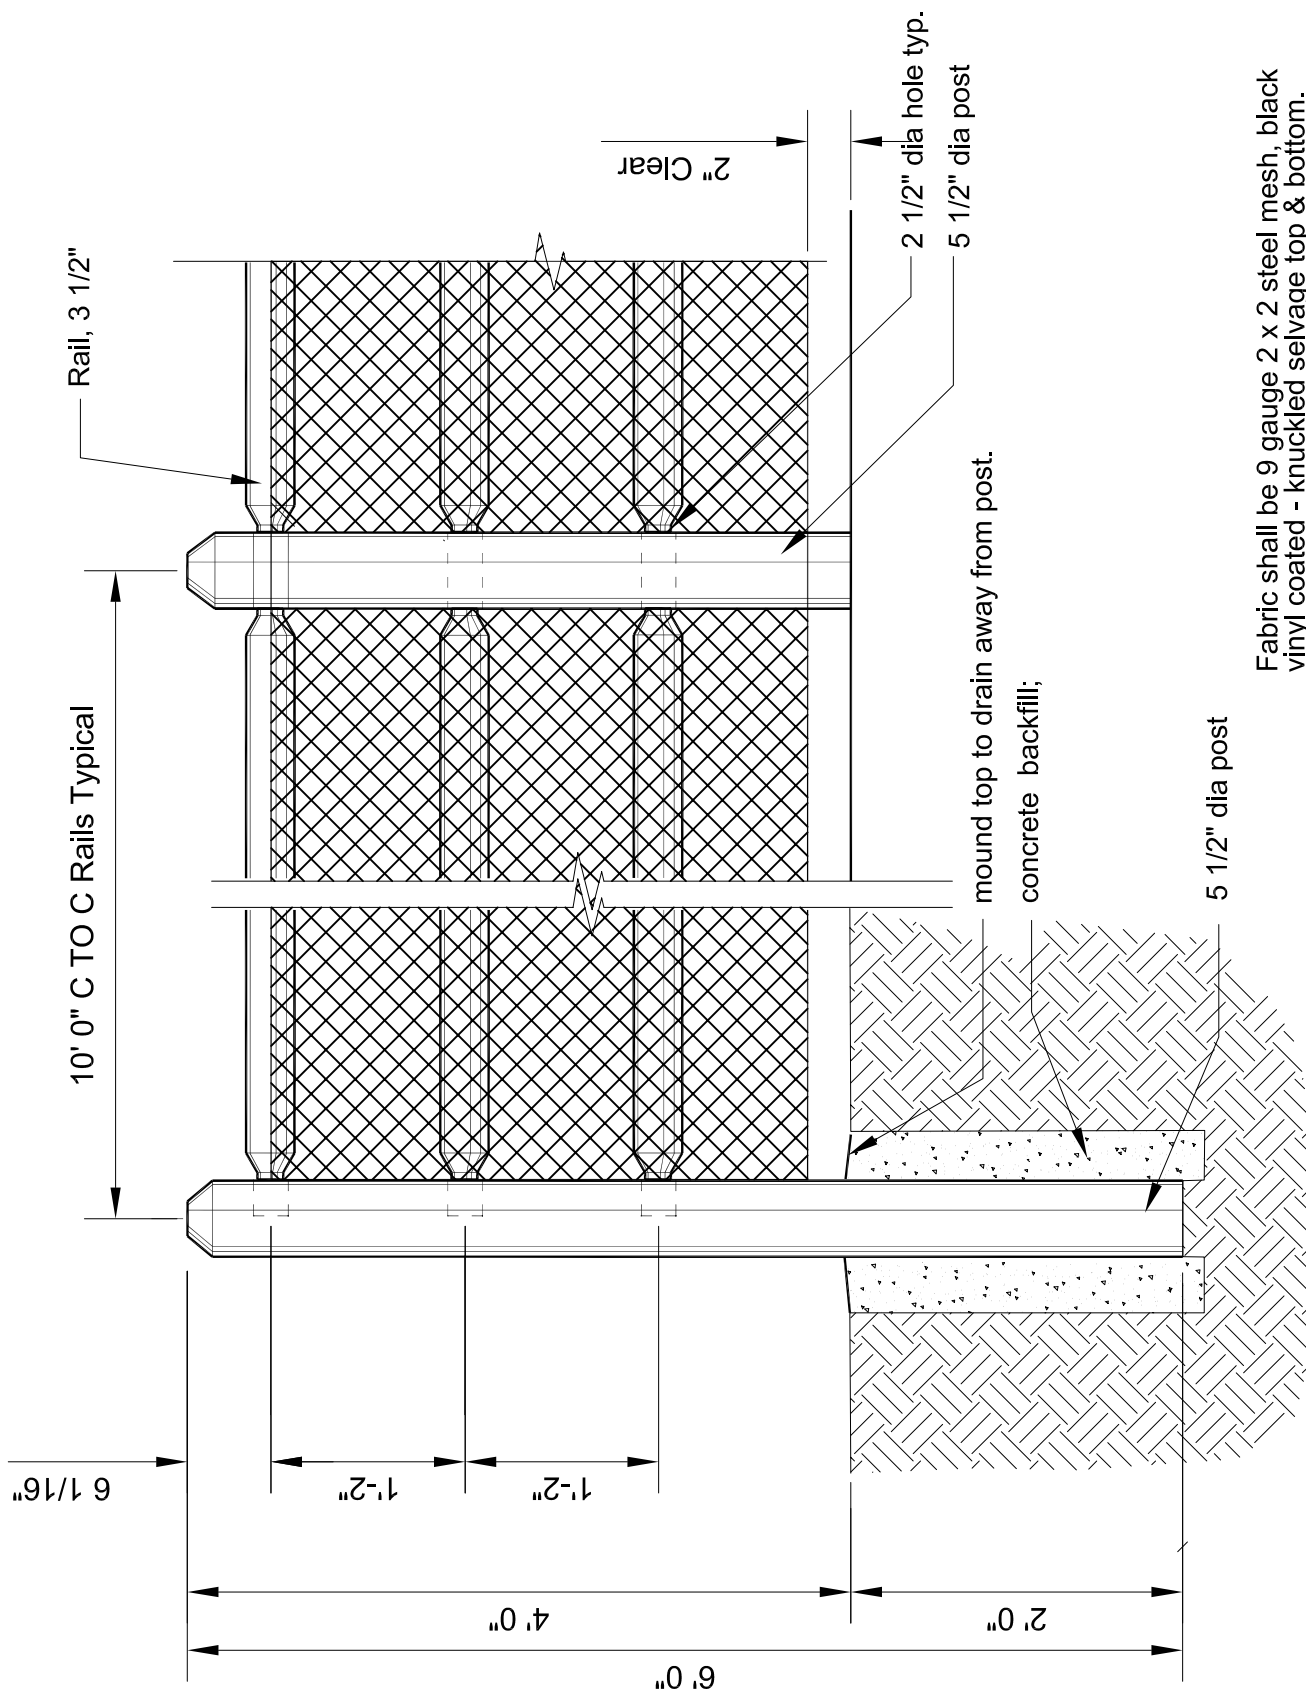 10' 0" C TO C Rails Typical
Rail, 3 1/2"
2" Clear
2 1/2" dia hole typ.
5 1/2" dia post
6 1/16"
1'-2"
1'-2"
4' 0"
2' 0"
6' 0"
mound top to drain away from post.
concrete backfill;
5 1/2" dia post
Fabric shall be 9 gauge 2 x 2 steel mesh, black
vinyl coated - knuckled selvage top & bottom.